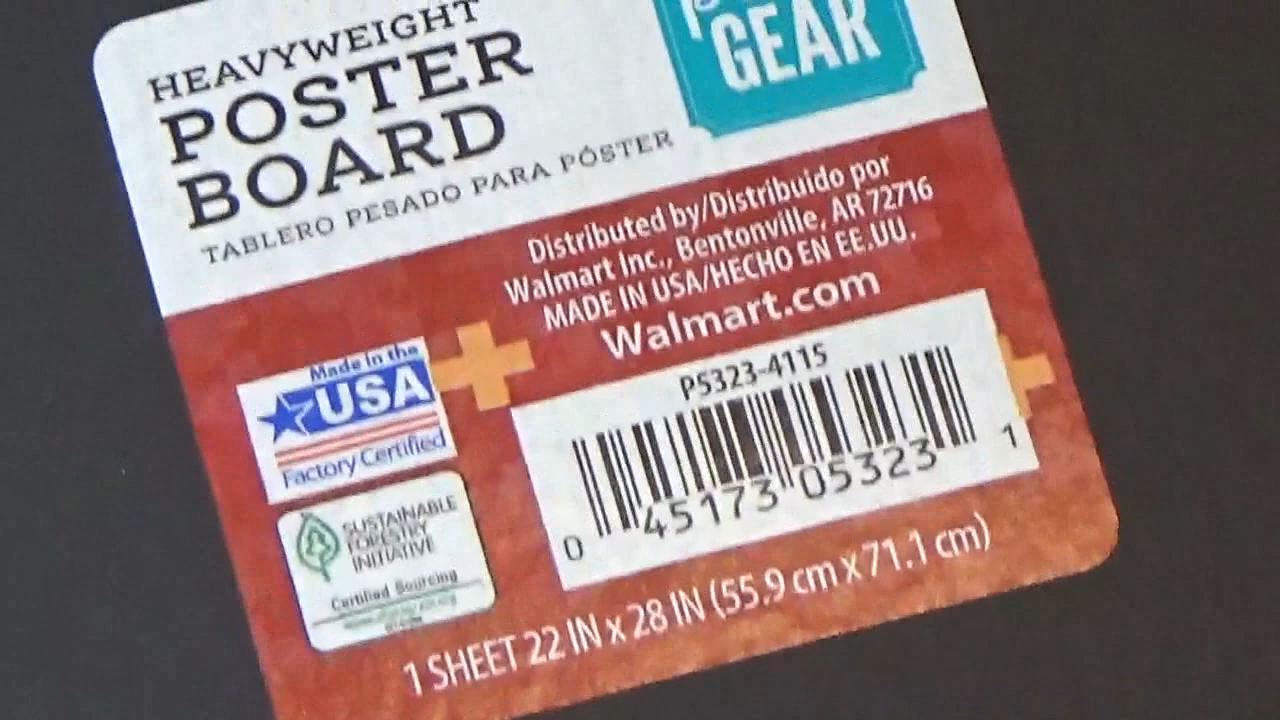 HEAVYWEIGHT
POSTER
BOARD
TABLERO PESADO PARA PÓSTER
GEAR
Distributed by/Distribuido por
Walmart Inc., Bentonville, AR 72716
MADE IN USA/HECHO EN EE.UU.
Walmart.com
Made in the
USA
Factory Certified
SUSTAINABLE
FORESTRY
INITIATIVE
Certified Sourcing
P5323-4115
0 45173 05323 1
1 SHEET 22 IN x 28 IN (55.9 cm x 71.1 cm)